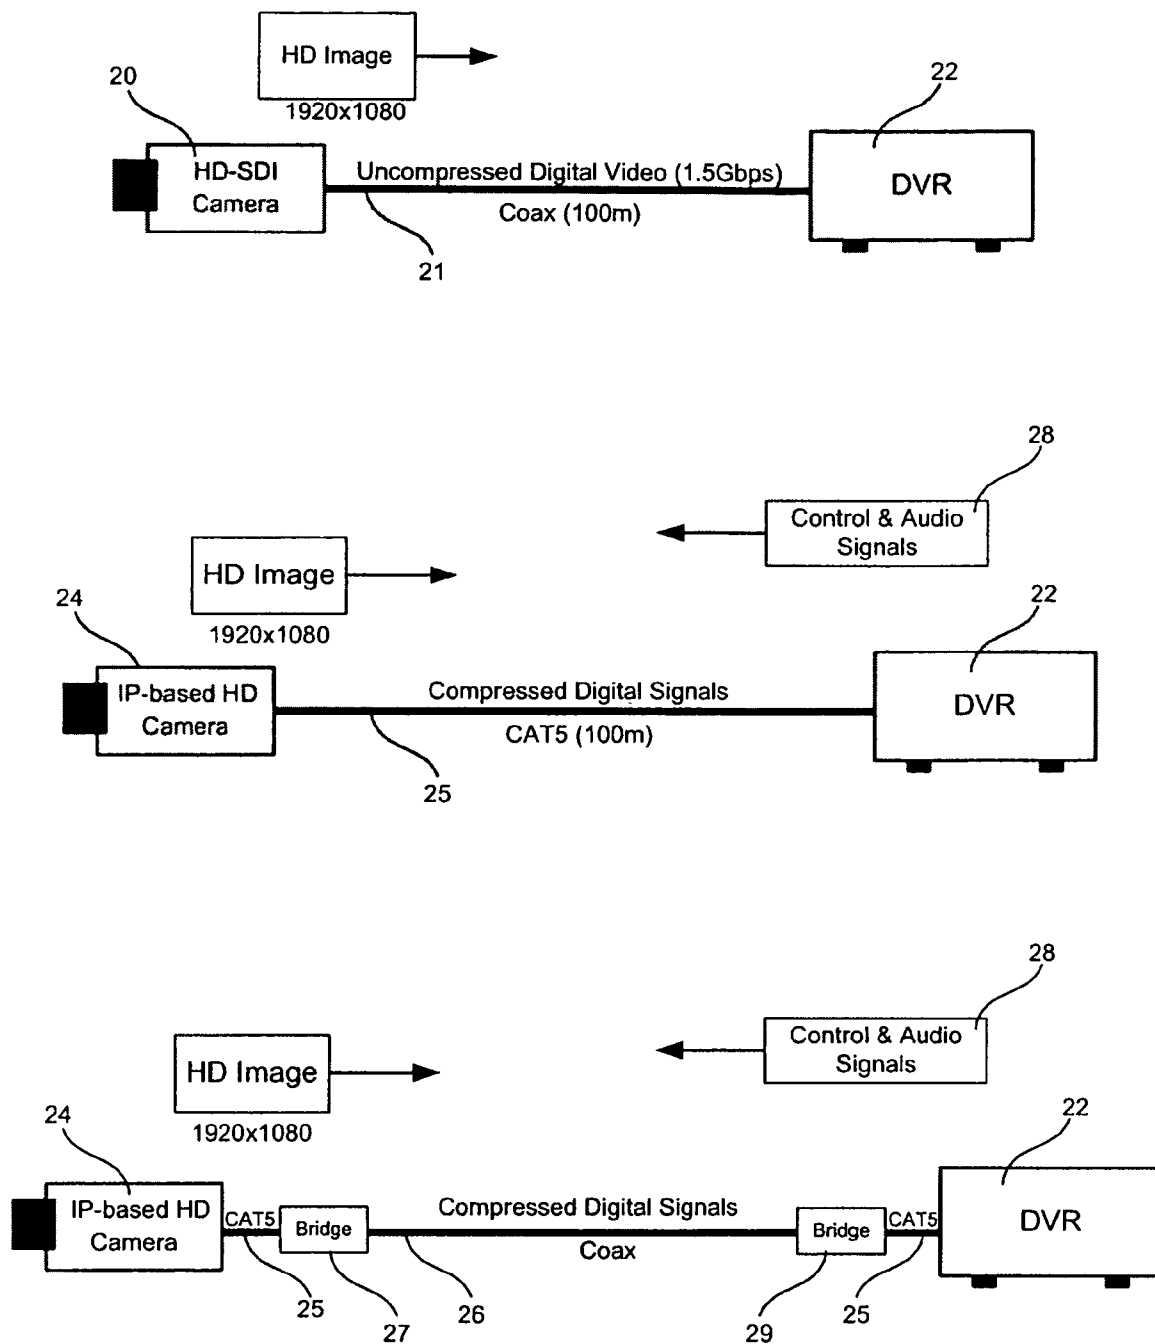 HD Image
1920x1080
20
22
HD-SDI
Camera
Uncompressed Digital Video (1.5Gbps)
Coax (100m)
DVR
21
28
Control & Audio
Signals
HD Image
1920x1080
24
22
IP-based HD
Camera
Compressed Digital Signals
CAT5 (100m)
DVR
25
28
Control & Audio
Signals
HD Image
1920x1080
24
22
IP-based HD
Camera
CAT5
Bridge
Compressed Digital Signals
Coax
Bridge
CAT5
DVR
25
27
26
29
25